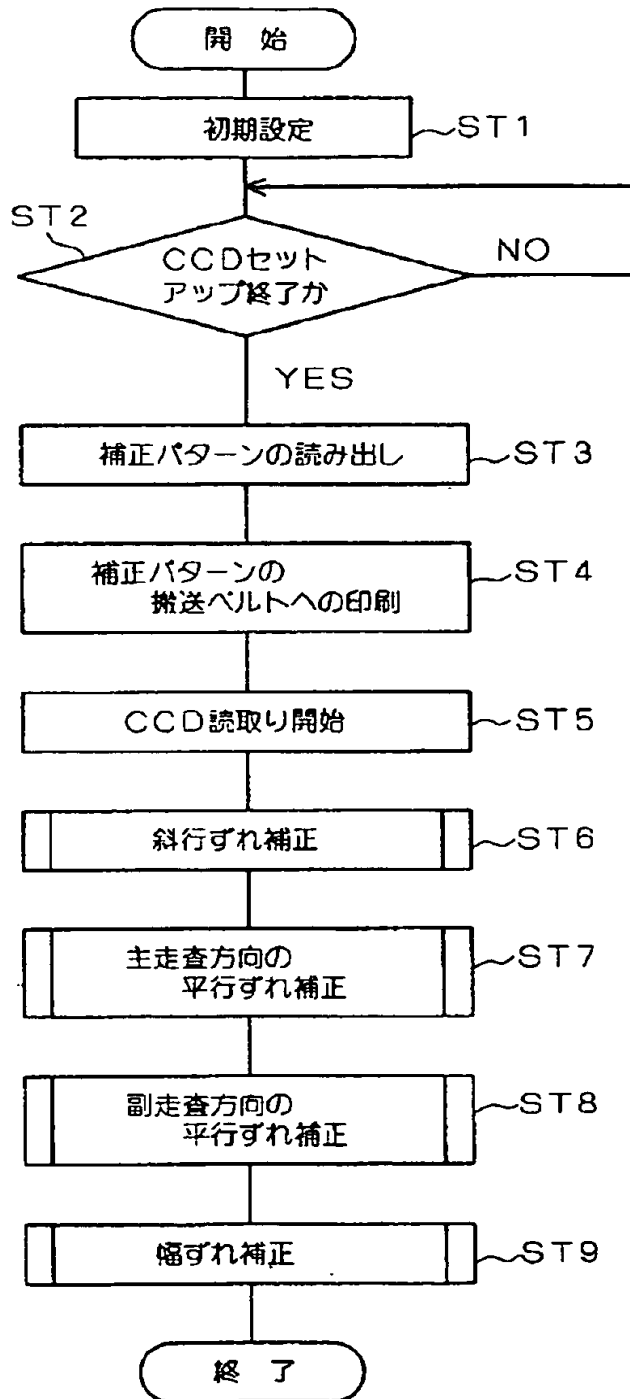 開 始
初期設定
ST1
ST2
CCDセット
アップ終了か
NO
YES
補正パターンの読み出し
ST3
補正パターンの
搬送ベルトへの印刷
ST4
CCD読取り開始
ST5
斜行ずれ補正
ST6
主走査方向の
平行ずれ補正
ST7
副走査方向の
平行ずれ補正
ST8
幅ずれ補正
ST9
終 了